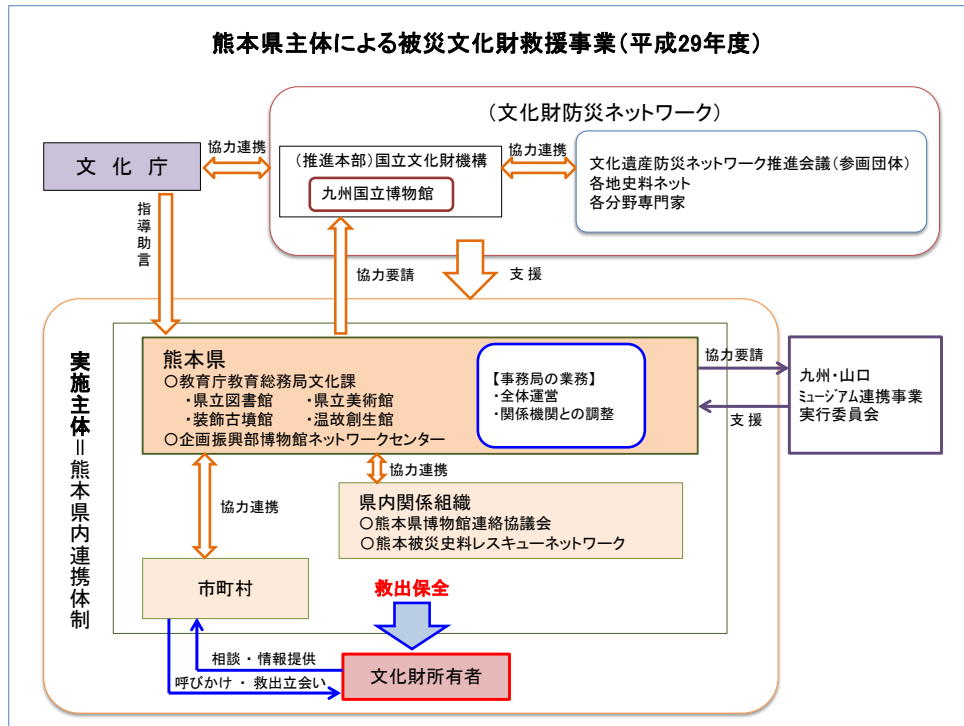 熊本県主体による被災文化財救援事業(平成29年度)
(文化財防災ネットワーク)
文化庁
協力連携
(推進本部)国立文化財機構
九州国立博物館
協力連携
文化遺産防災ネットワーク推進会議(参画団体)
各地史料ネット
各分野専門家
指導助言
協力要請
支援
実施主体=熊本県内連携体制
熊本県
○教育庁教育総務局文化課
・県立図書館 ・県立美術館
・装飾古墳館 ・温故創生館
○企画振興部博物館ネットワークセンター
【事務局の業務】
・全体運営
・関係機関との調整
協力要請
支援
九州・山口
ミュージアム連携事業
実行委員会
協力連携
協力連携
県内関係組織
○熊本県博物館連絡協議会
○熊本被災史料レスキューネットワーク
市町村
救出保全
相談・情報提供
呼びかけ・救出立会い
文化財所有者